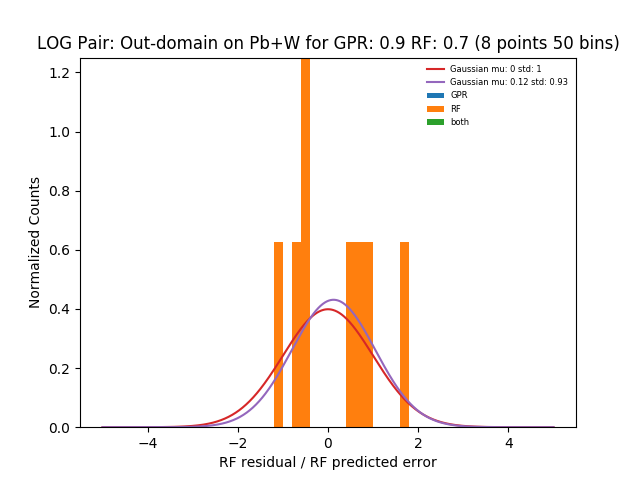 LOG Pair: Out-domain on Pb+W for GPR: 0.9 RF: 0.7 (8 points 50 bins)
Gaussian mu: 0 std: 1
Gaussian mu: 0.12 std: 0.93
GPR
RF
both
Normalized Counts
1.2
1.0
0.8
0.6
0.4
0.2
0.0
−4 −2 0 2 4
RF residual / RF predicted error